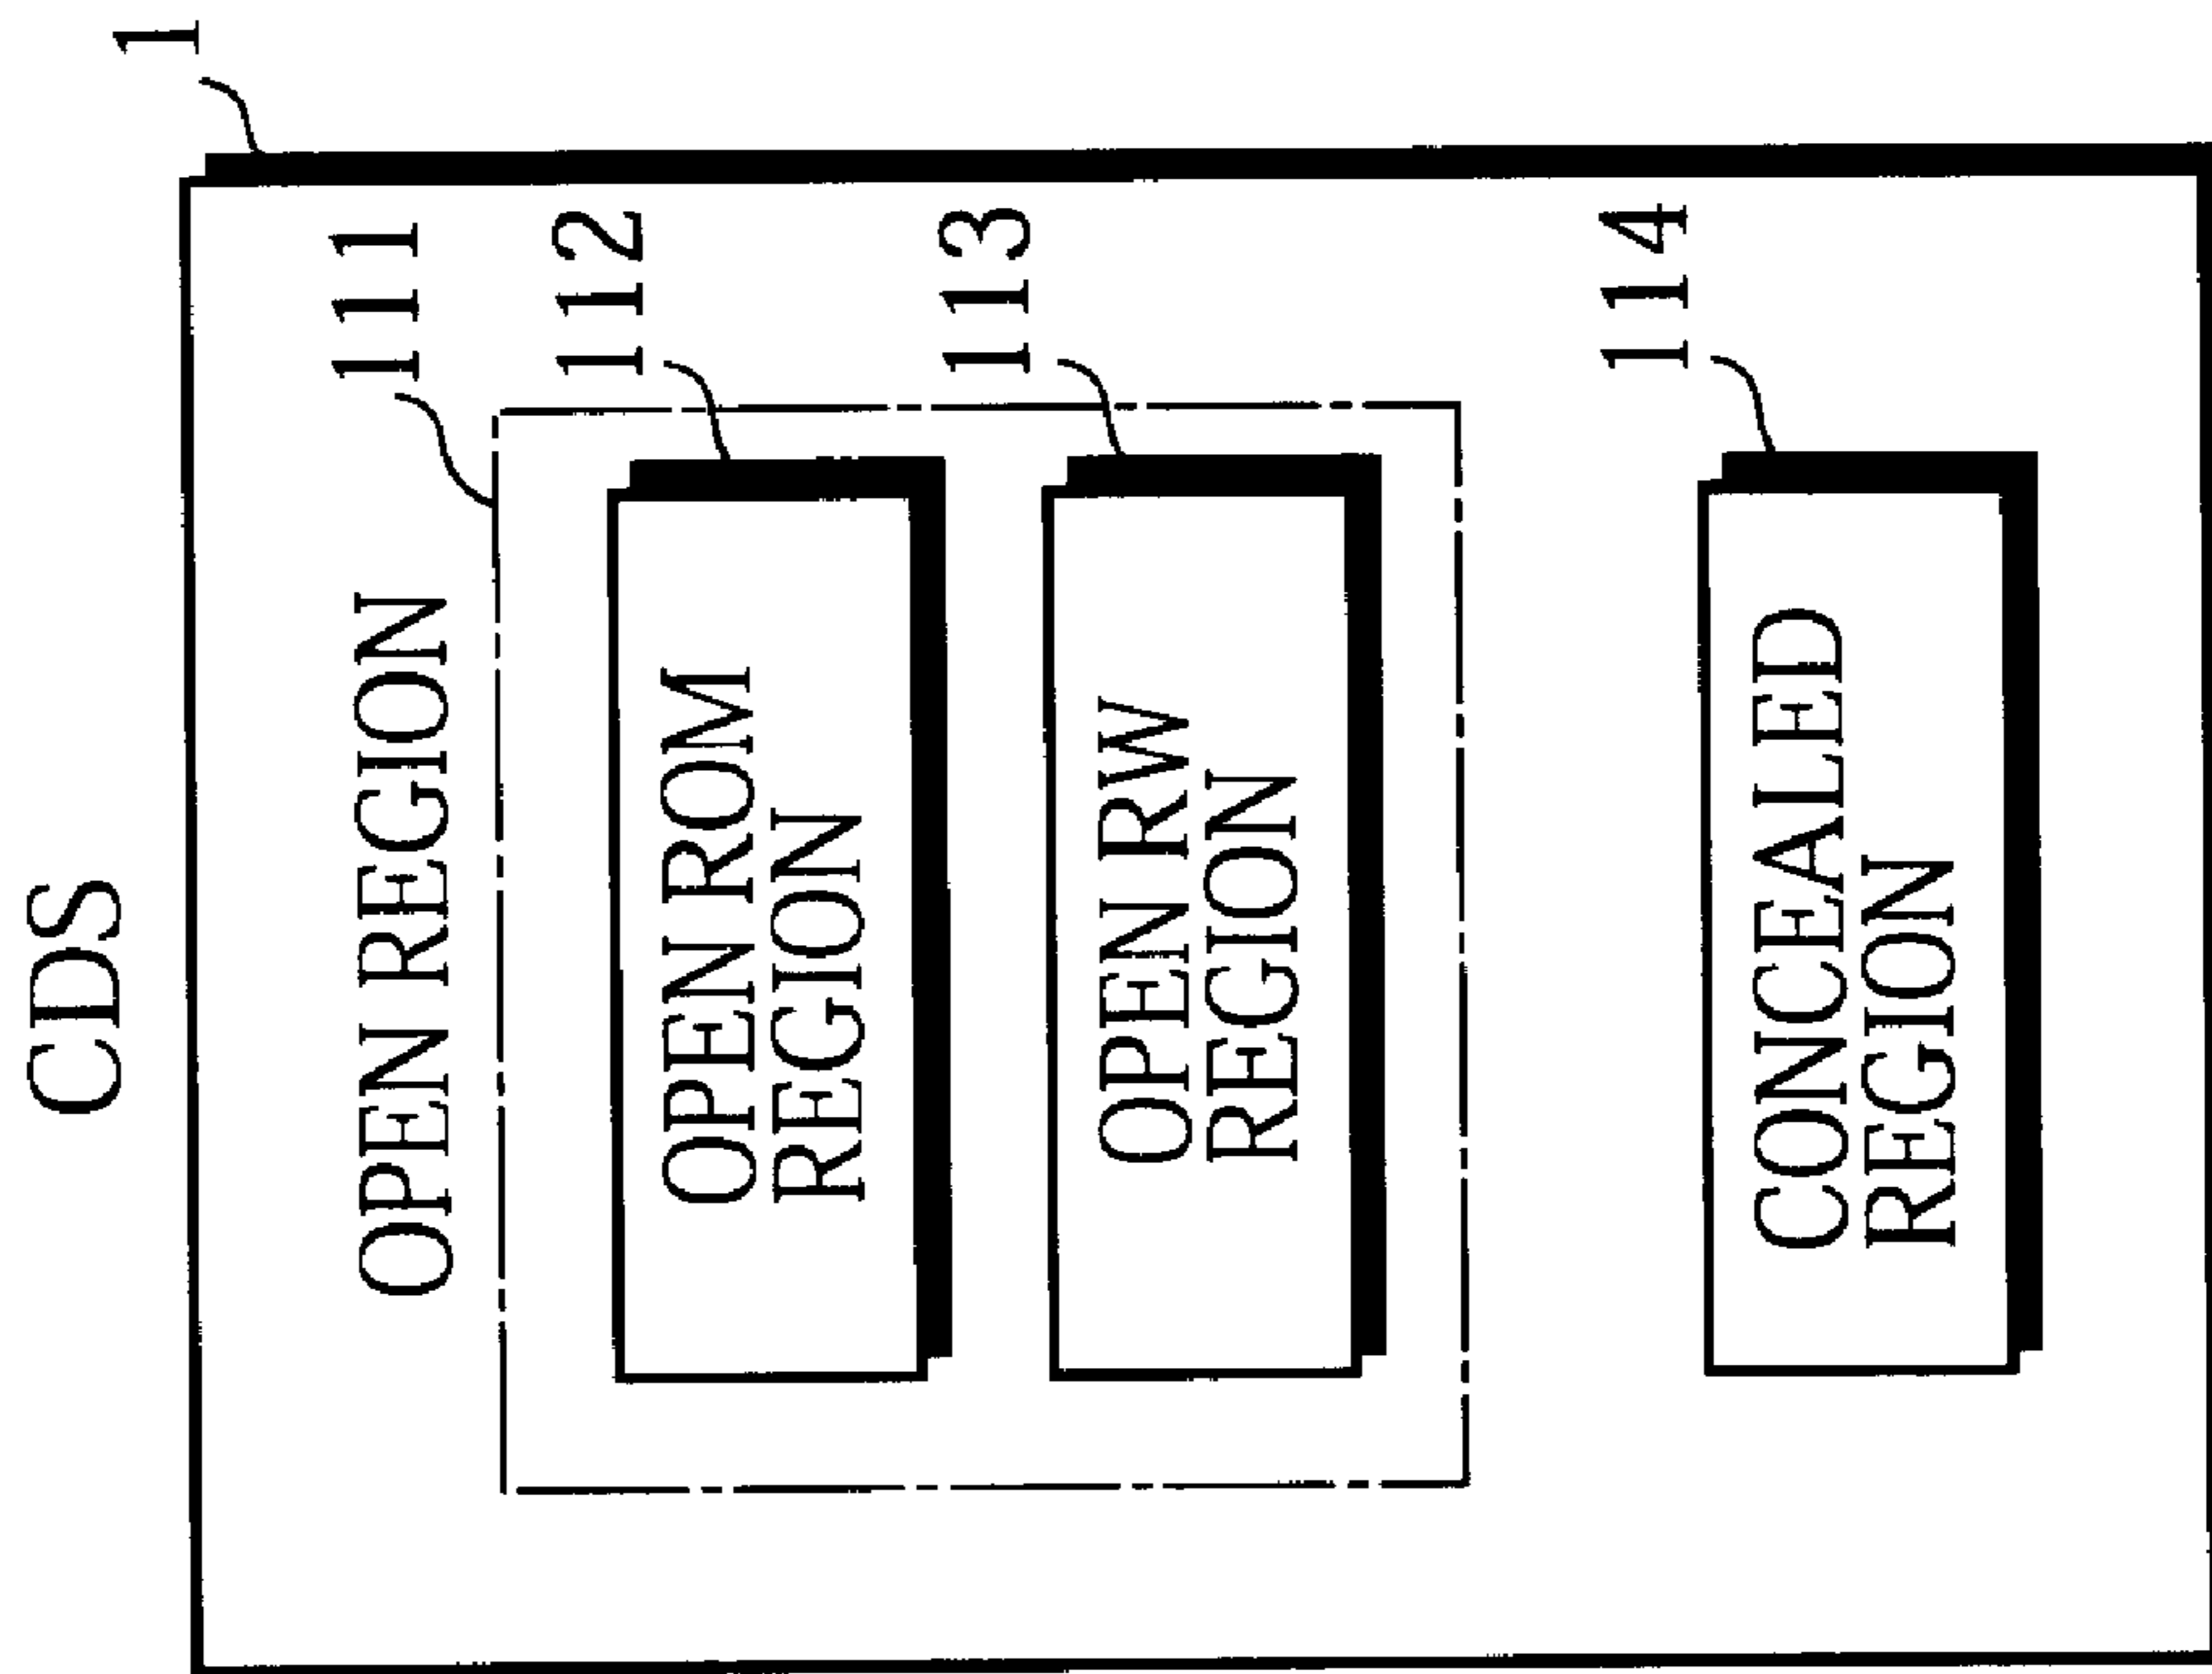 CDS
1
OPEN REGION
111
112
OPEN ROM
REGION
113
OPEN RW
REGION
114
CONCEALED
REGION